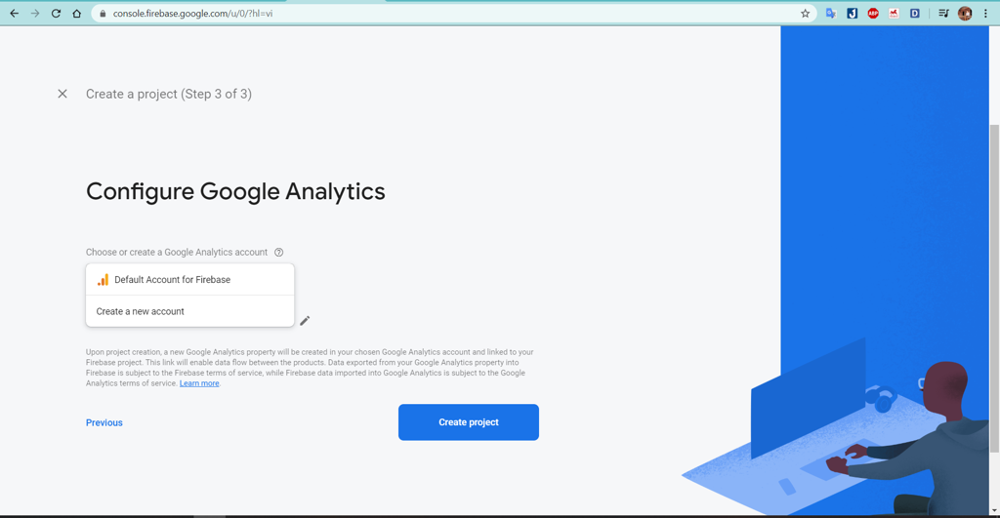 console.firebase.google.com/u/0/?hl=vi
ABP
Create a project (Step 3 of 3)
Configure Google Analytics
Choose or create a Google Analytics account
Default Account for Firebase
Create a new account
Upon project creation, a new Google Analytics property will be created in your chosen Google Analytics account and linked to your
Firebase project. This link will enable data flow between the products. Data exported from your Google Analytics property into
Firebase is subject to the Firebase terms of service, while Firebase data imported into Google Analytics is subject to the Google
Analytics terms of service. Learn more.
Previous
Create project